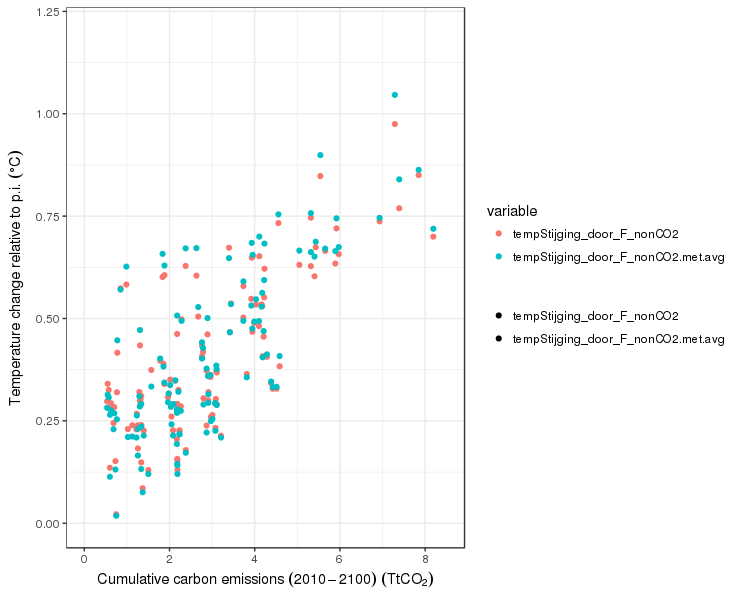 1.25
1.00
0.75
0.50
0.25
0.00
0 2 4 6 8
Temperature change relative to p.i. (°C)
Cumulative carbon emissions (2010−2100) (TtCO₂)
variable
tempStijging_door_F_nonCO2
tempStijging_door_F_nonCO2.met.avg
tempStijging_door_F_nonCO2
tempStijging_door_F_nonCO2.met.avg